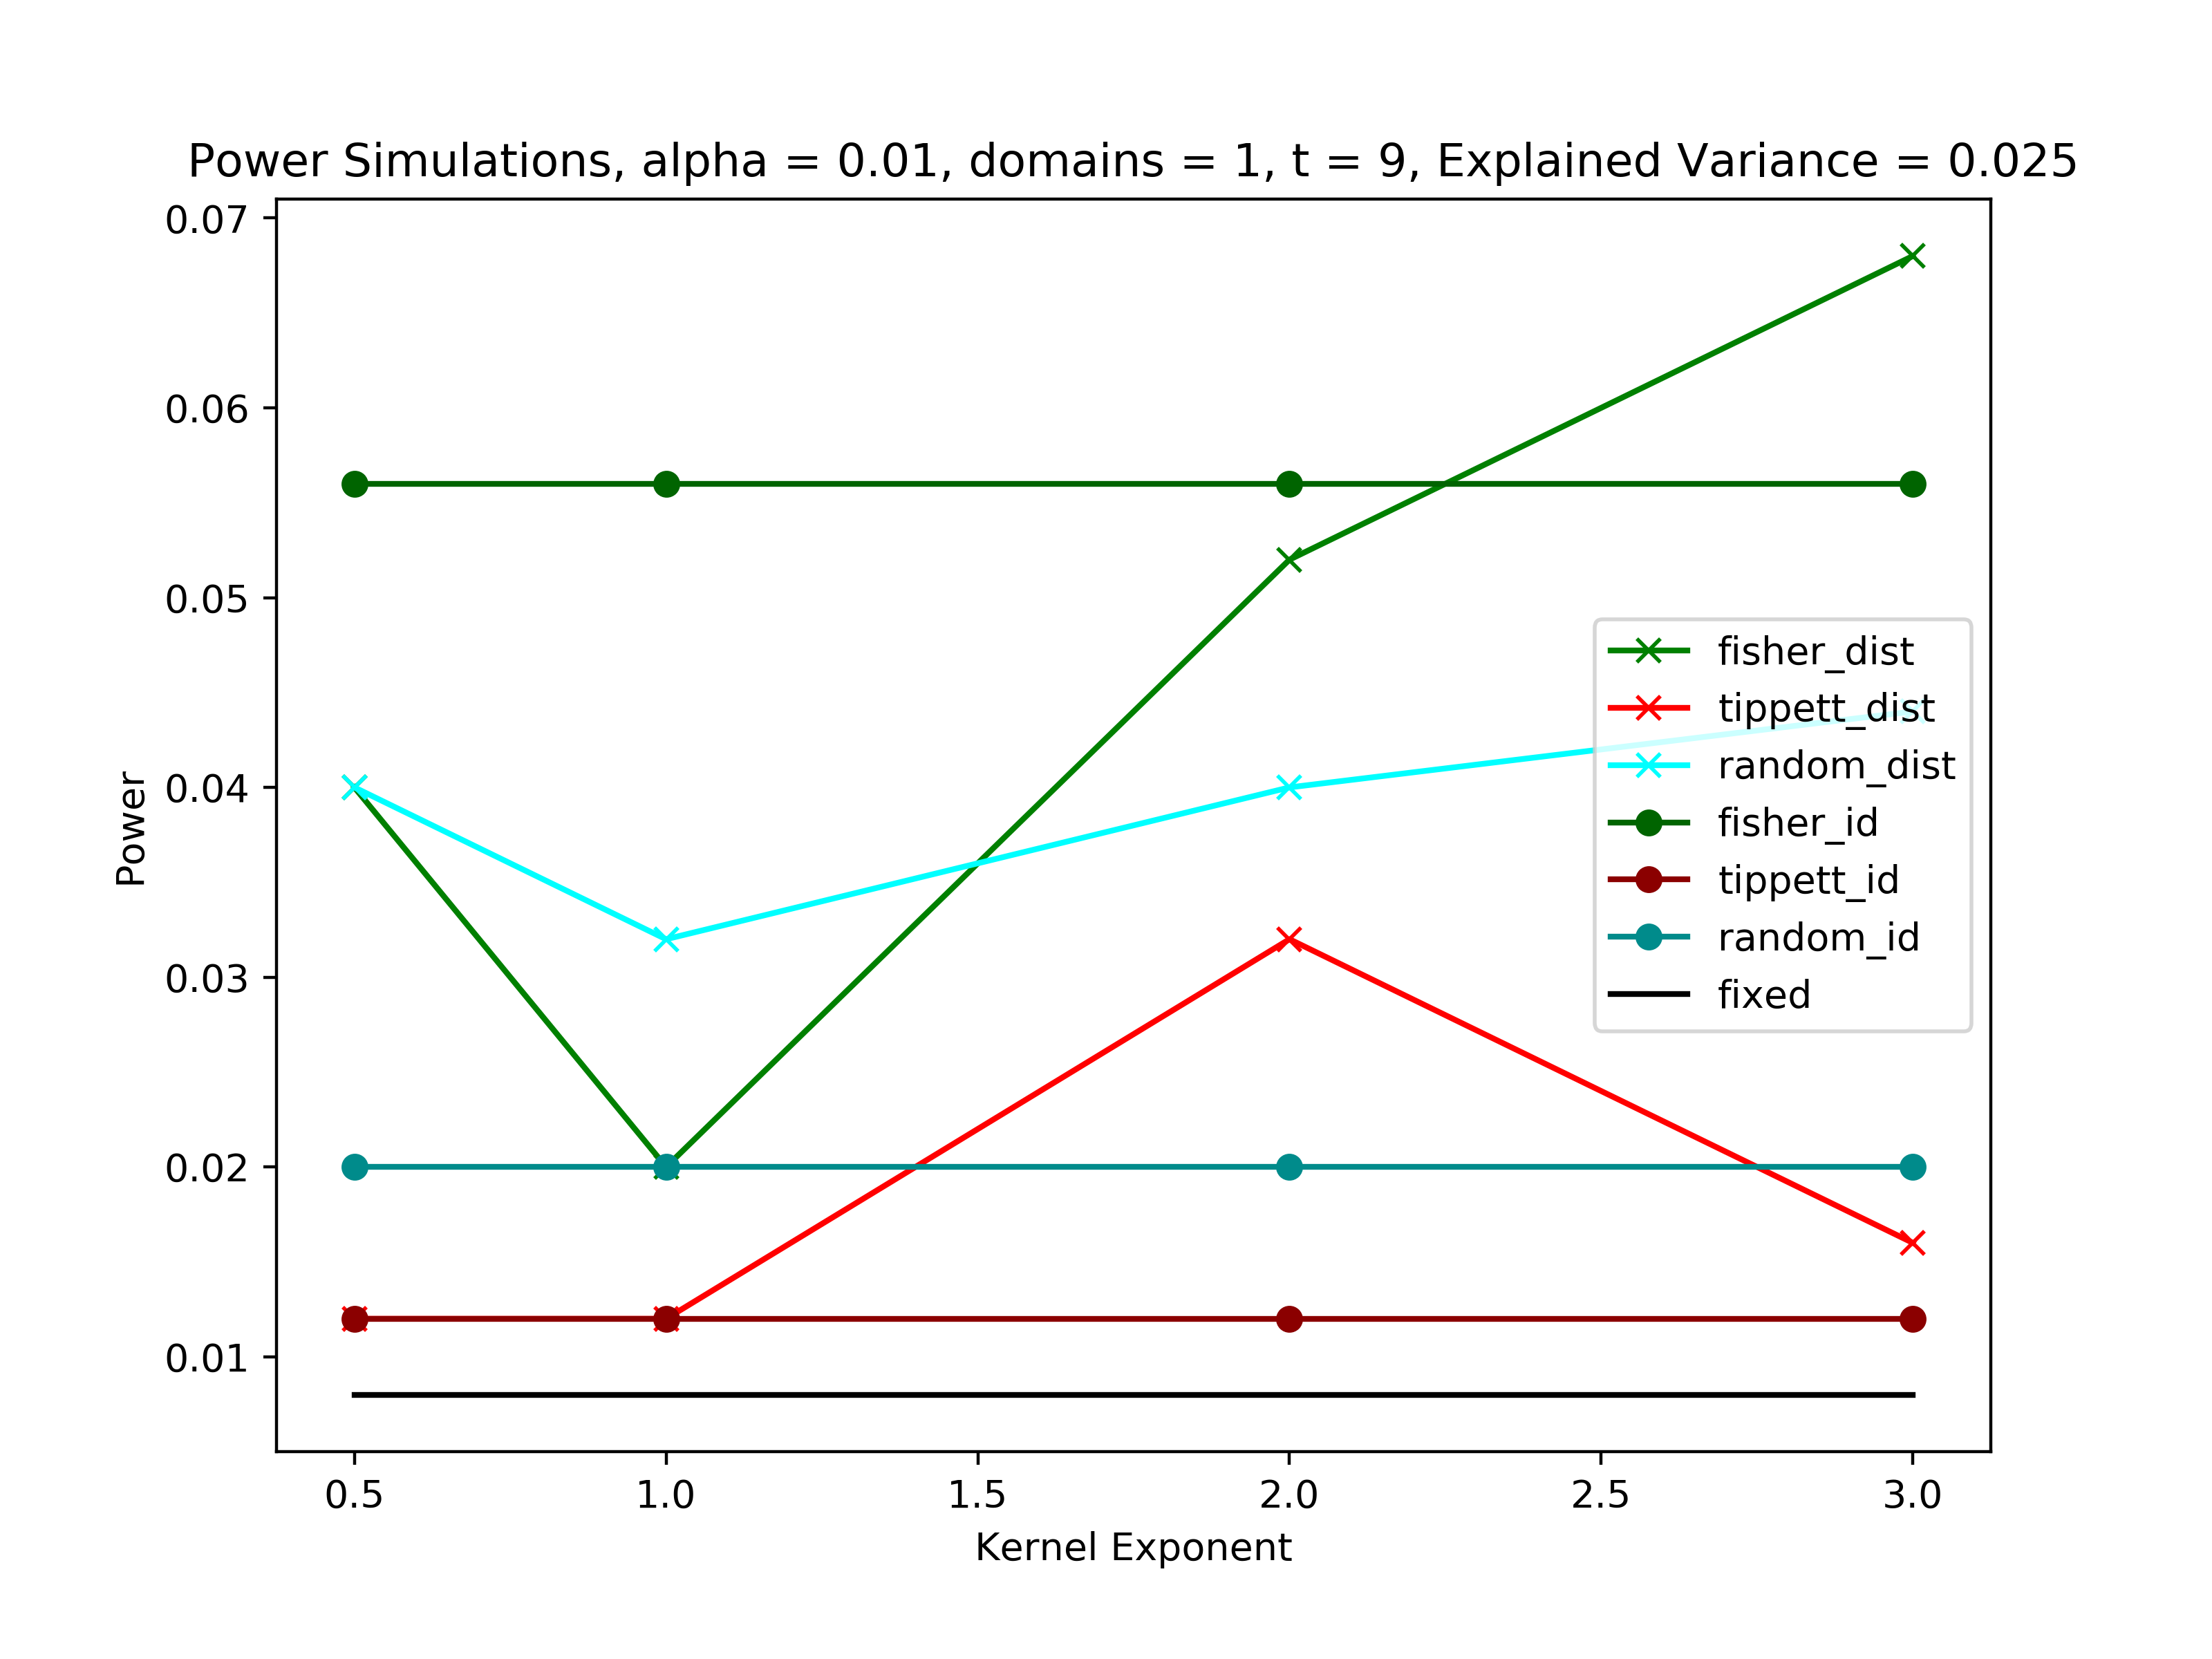 Power Simulations, alpha = 0.01, domains = 1, t = 9, Explained Variance = 0.025
0.07
0.06
0.05
0.04
0.03
0.02
0.01
Power
fisher_dist
tippett_dist
random_dist
fisher_id
tippett_id
random_id
fixed
0.5 1.0 1.5 2.0 2.5 3.0
Kernel Exponent